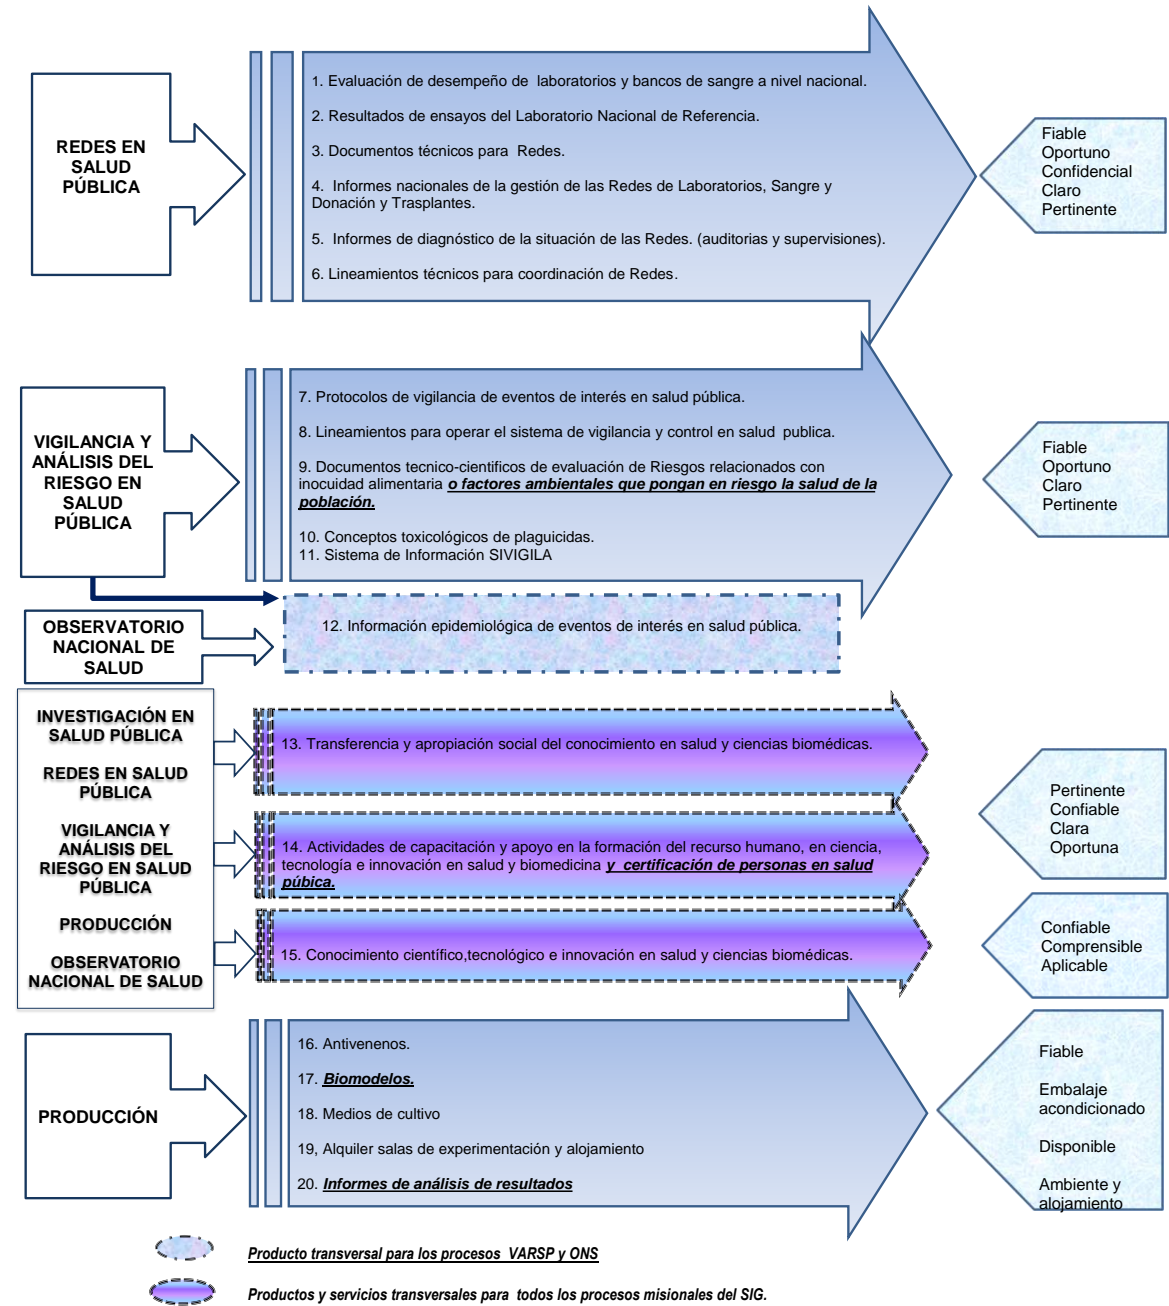 REDES EN
SALUD
PÚBLICA
1. Evaluación de desempeño de laboratorios y bancos de sangre a nivel nacional.
2. Resultados de ensayos del Laboratorio Nacional de Referencia.
3. Documentos técnicos para Redes.
4. Informes nacionales de la gestión de las Redes de Laboratorios, Sangre y
Donación y Trasplantes.
5. Informes de diagnóstico de la situación de las Redes. (auditorias y supervisiones).
6. Lineamientos técnicos para coordinación de Redes.
Fiable
Oportuno
Confidencial
Claro
Pertinente
VIGILANCIA Y
ANÁLISIS DEL
RIESGO EN
SALUD
PÚBLICA
7. Protocolos de vigilancia de eventos de interés en salud pública.
8. Lineamientos para operar el sistema de vigilancia y control en salud publica.
9. Documentos tecnico-cientificos de evaluación de Riesgos relacionados con
inocuidad alimentaria o factores ambientales que pongan en riesgo la salud de la
población.
10. Conceptos toxicológicos de plaguicidas.
11. Sistema de Información SIVIGILA
Fiable
Oportuno
Claro
Pertinente
OBSERVATORIO
NACIONAL DE
SALUD
12. Información epidemiológica de eventos de interés en salud pública.
INVESTIGACIÓN EN
SALUD PÚBLICA
REDES EN SALUD
PÚBLICA
VIGILANCIA Y
ANÁLISIS DEL
RIESGO EN SALUD
PÚBLICA
PRODUCCIÓN
OBSERVATORIO
NACIONAL DE SALUD
13. Transferencia y apropiación social del conocimiento en salud y ciencias biomédicas.
14. Actividades de capacitación y apoyo en la formación del recurso humano, en ciencia,
tecnología e innovación en salud y biomedicina y certificación de personas en salud
púbica.
15. Conocimiento científico,tecnológico e innovación en salud y ciencias biomédicas.
Pertinente
Confiable
Clara
Oportuna
Confiable
Comprensible
Aplicable
PRODUCCIÓN
16. Antivenenos.
17. Biomodelos.
18. Medios de cultivo
19, Alquiler salas de experimentación y alojamiento
20. Informes de análisis de resultados
Fiable
Embalaje
acondicionado
Disponible
Ambiente y
alojamiento
Producto transversal para los procesos VARSP y ONS
Productos y servicios transversales para todos los procesos misionales del SIG.